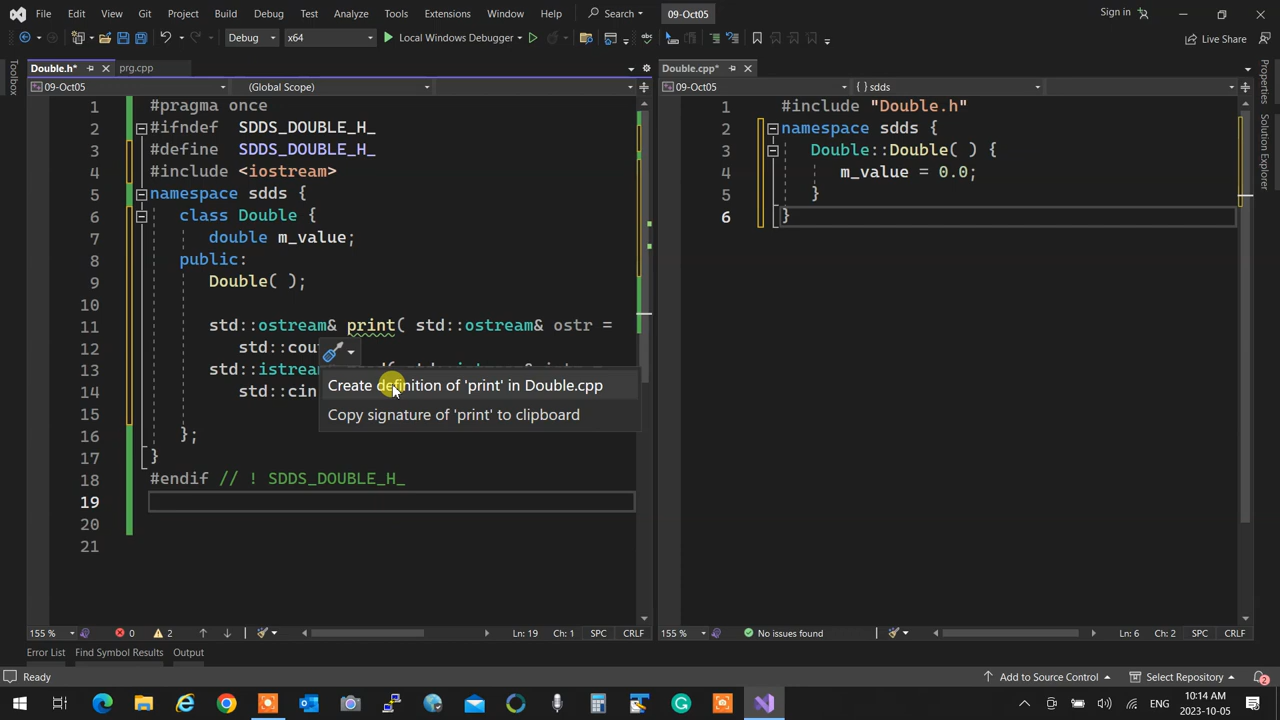 File Edit View Git Project Build Debug Test Analyze Tools Extensions Window Help Search 09-Oct05 Sign in
Debug x64 Local Windows Debugger Live Share
Toolbox
Double.h* prg.cpp
09-Oct05 (Global Scope)
1 #pragma once
2 #ifndef SDDS_DOUBLE_H_
3 #define SDDS_DOUBLE_H_
4 #include <iostream>
5 namespace sdds {
6 class Double {
7 double m_value;
8 public:
9 Double( );
10
11 std::ostream& print( std::ostream& ostr =
12 std::cou
13 std::istream
14 std::cin
15
16 };
17 }
18 #endif // ! SDDS_DOUBLE_H_
19
20
21
Create definition of 'print' in Double.cpp
Copy signature of 'print' to clipboard
155 % 0 2 Ln: 19 Ch: 1 SPC CRLF
Double.cpp*
09-Oct05 {} sdds
1 #include "Double.h"
2 namespace sdds {
3 Double::Double( ) {
4 m_value = 0.0;
5 }
6 }
155 % No issues found Ln: 6 Ch: 2 SPC CRLF
Properties
Solution Explorer
Error List Find Symbol Results Output
Ready Add to Source Control Select Repository 2
ENG 10:14 AM
2023-10-05